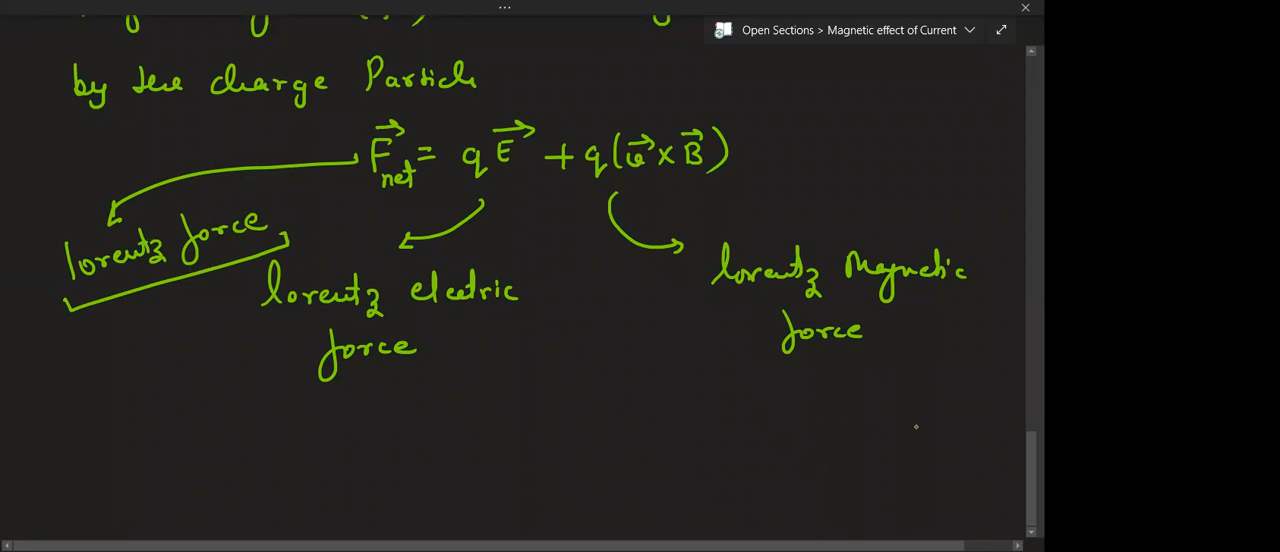 Open Sections > Magnetic effect of Current
by the charge Particle
F⃗net = qE⃗ + q(v⃗ × B⃗)
lorentz force
lorentz electric
force
lorentz Magnetic
force